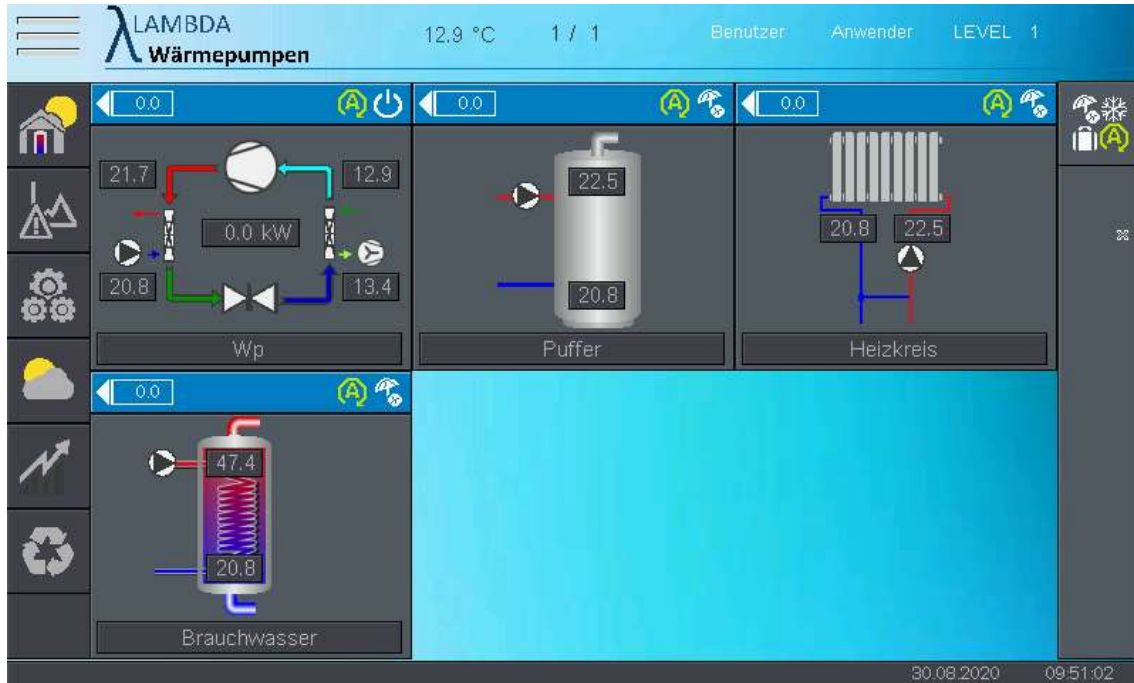 λ LAMBDA
Wärmepumpen
12.9 °C 1 / 1 Benutzer Anwender LEVEL 1
0.0 A
0.0 A
0.0 A
A
21.7 12.9
0.0 kW
20.8 13.4
Wp
22.5
20.8
Puffer
20.8 22.5
Heizkreis
0.0 A
47.4
20.8
Brauchwasser
30.08.2020 09:51:02